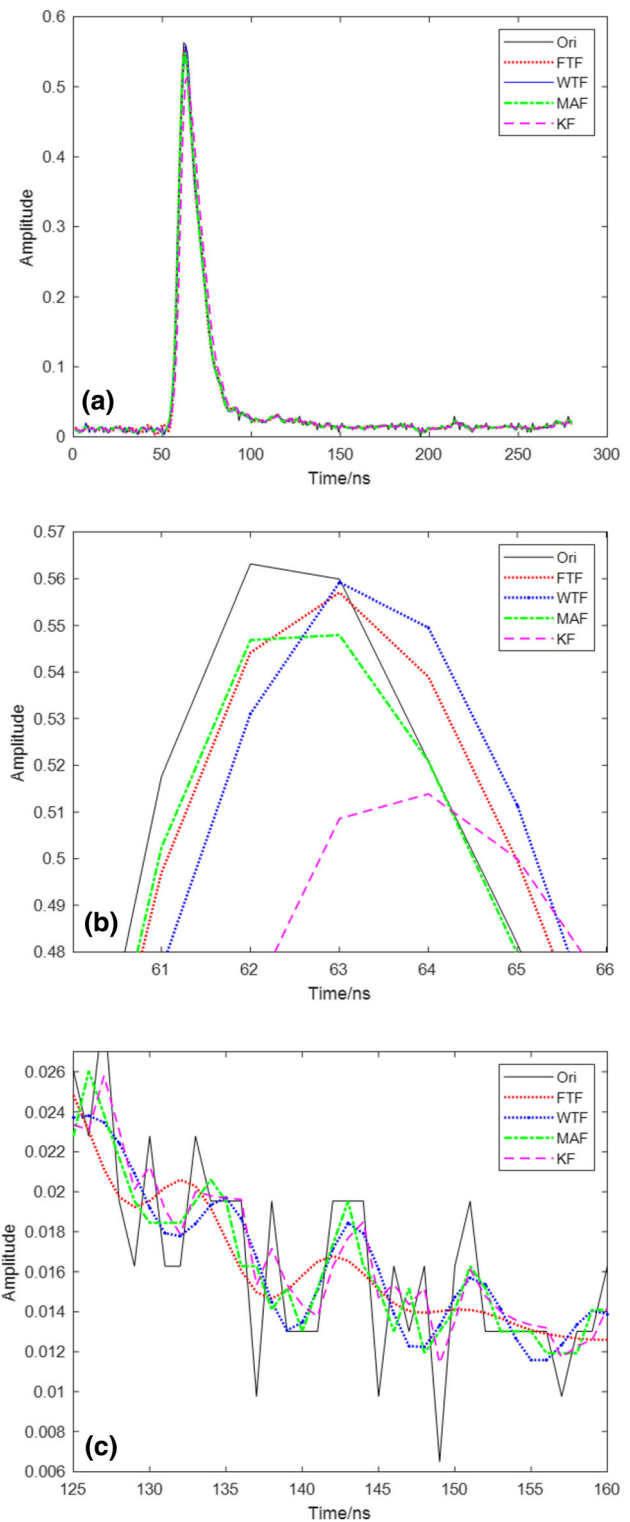 0.6
0.5
0.4
0.3
0.2
0.1
0
Amplitude
Ori
FTF
WTF
MAF
KF
(a)
0 50 100 150 200 250 300
Time/ns
0.57
0.56
0.55
0.54
0.53
0.52
0.51
0.5
0.49
0.48
Amplitude
Ori
FTF
WTF
MAF
KF
(b)
61 62 63 64 65 66
Time/ns
0.026
0.024
0.022
0.02
0.018
0.016
0.014
0.012
0.01
0.008
0.006
Amplitude
Ori
FTF
WTF
MAF
KF
(c)
125 130 135 140 145 150 155 160
Time/ns